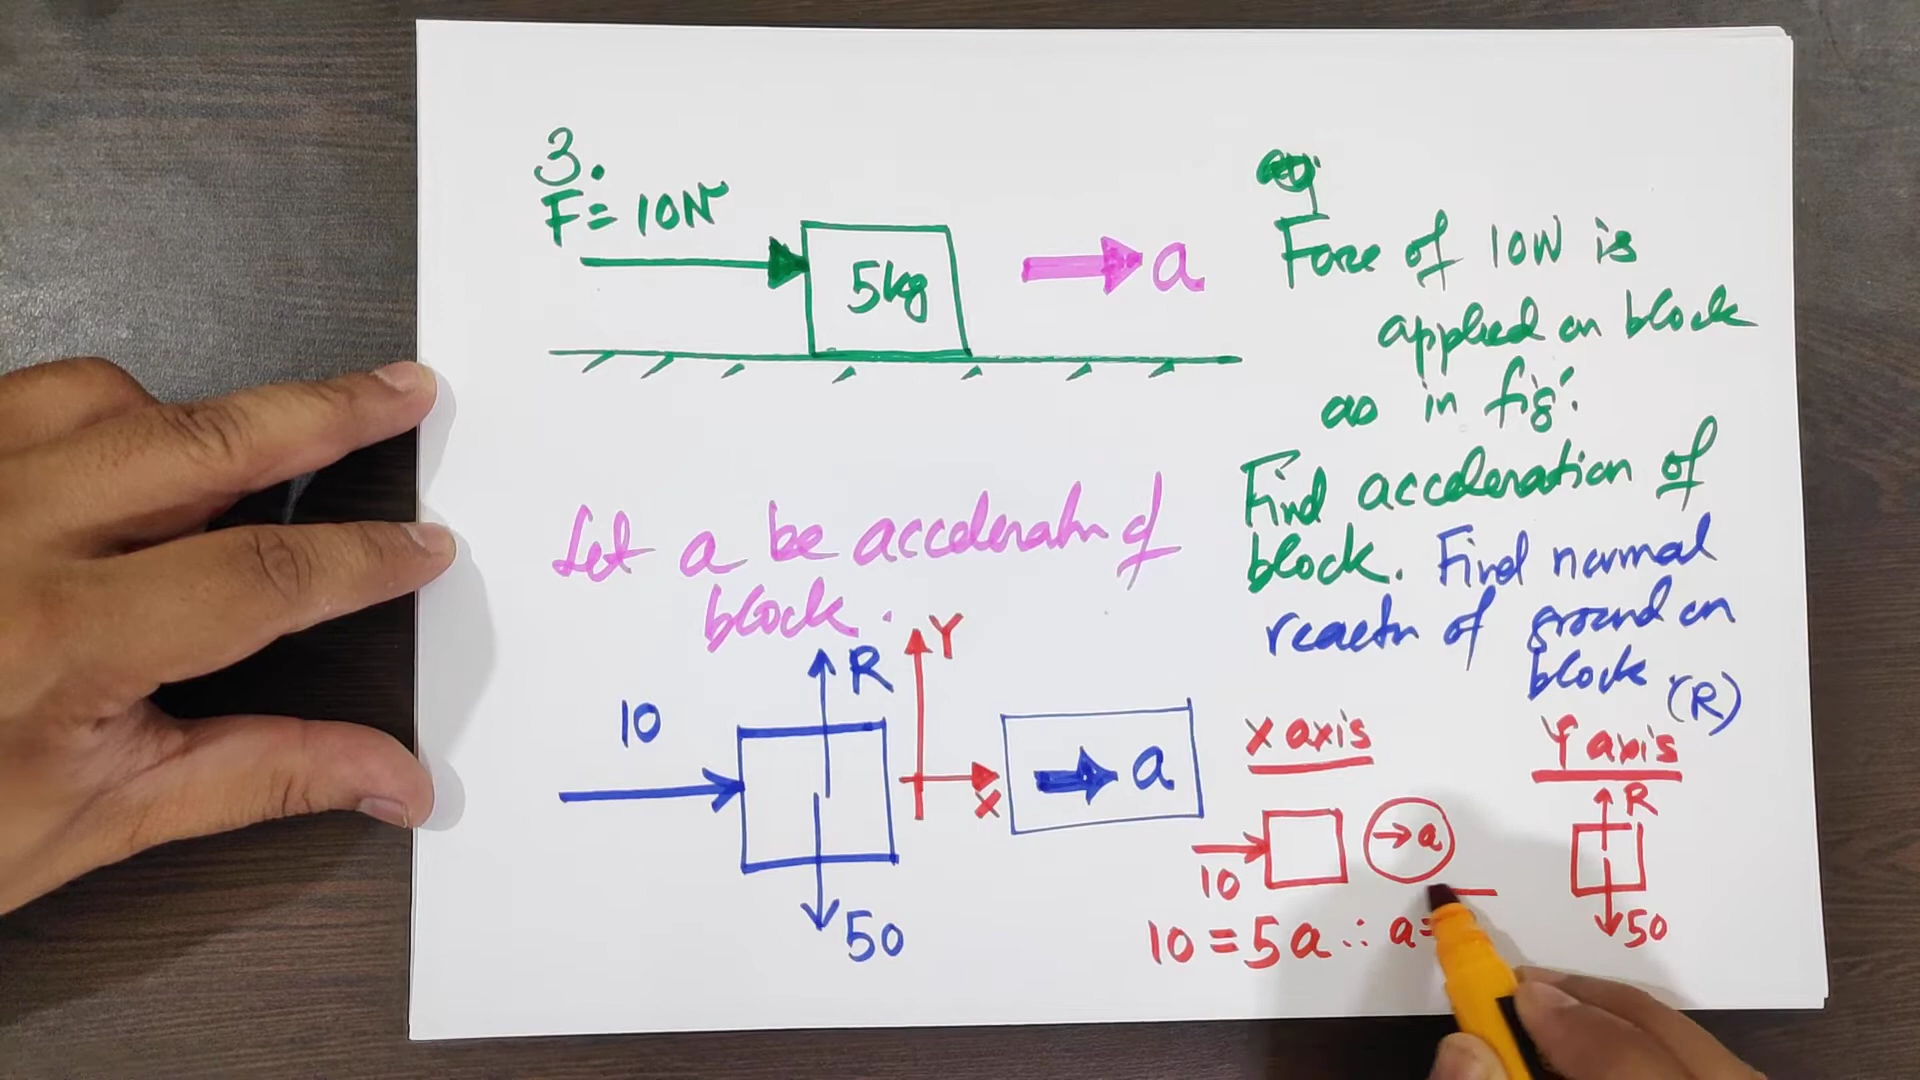 3.
F = 10N
5kg
a
Force of 10N is
applied on block
as in fig.
Find acceleration of
block. Find normal
reactn of ground on
block. (R)
Let a be acceleratn of
block.
Y
R
10
X
a
50
X axis
Y axis
10
→ a
R
50
10 = 5a ∴ a =